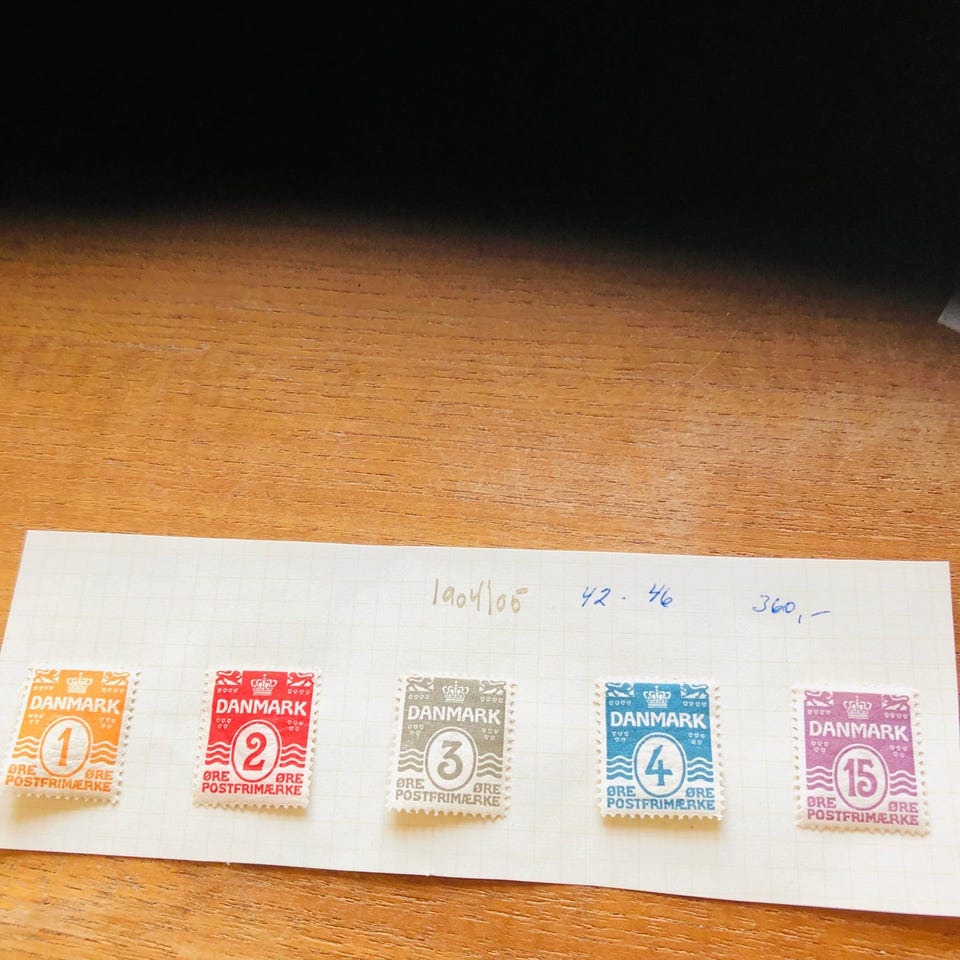 1904/05 42 - 46 360,-
DANMARK
1
ØRE ØRE
POSTFRIMÆRKE
DANMARK
2
ØRE ØRE
POSTFRIMÆRKE
DANMARK
3
ØRE ØRE
POSTFRIMÆRKE
DANMARK
4
ØRE ØRE
POSTFRIMÆRKE
DANMARK
15
ØRE ØRE
POSTFRIMÆRKE